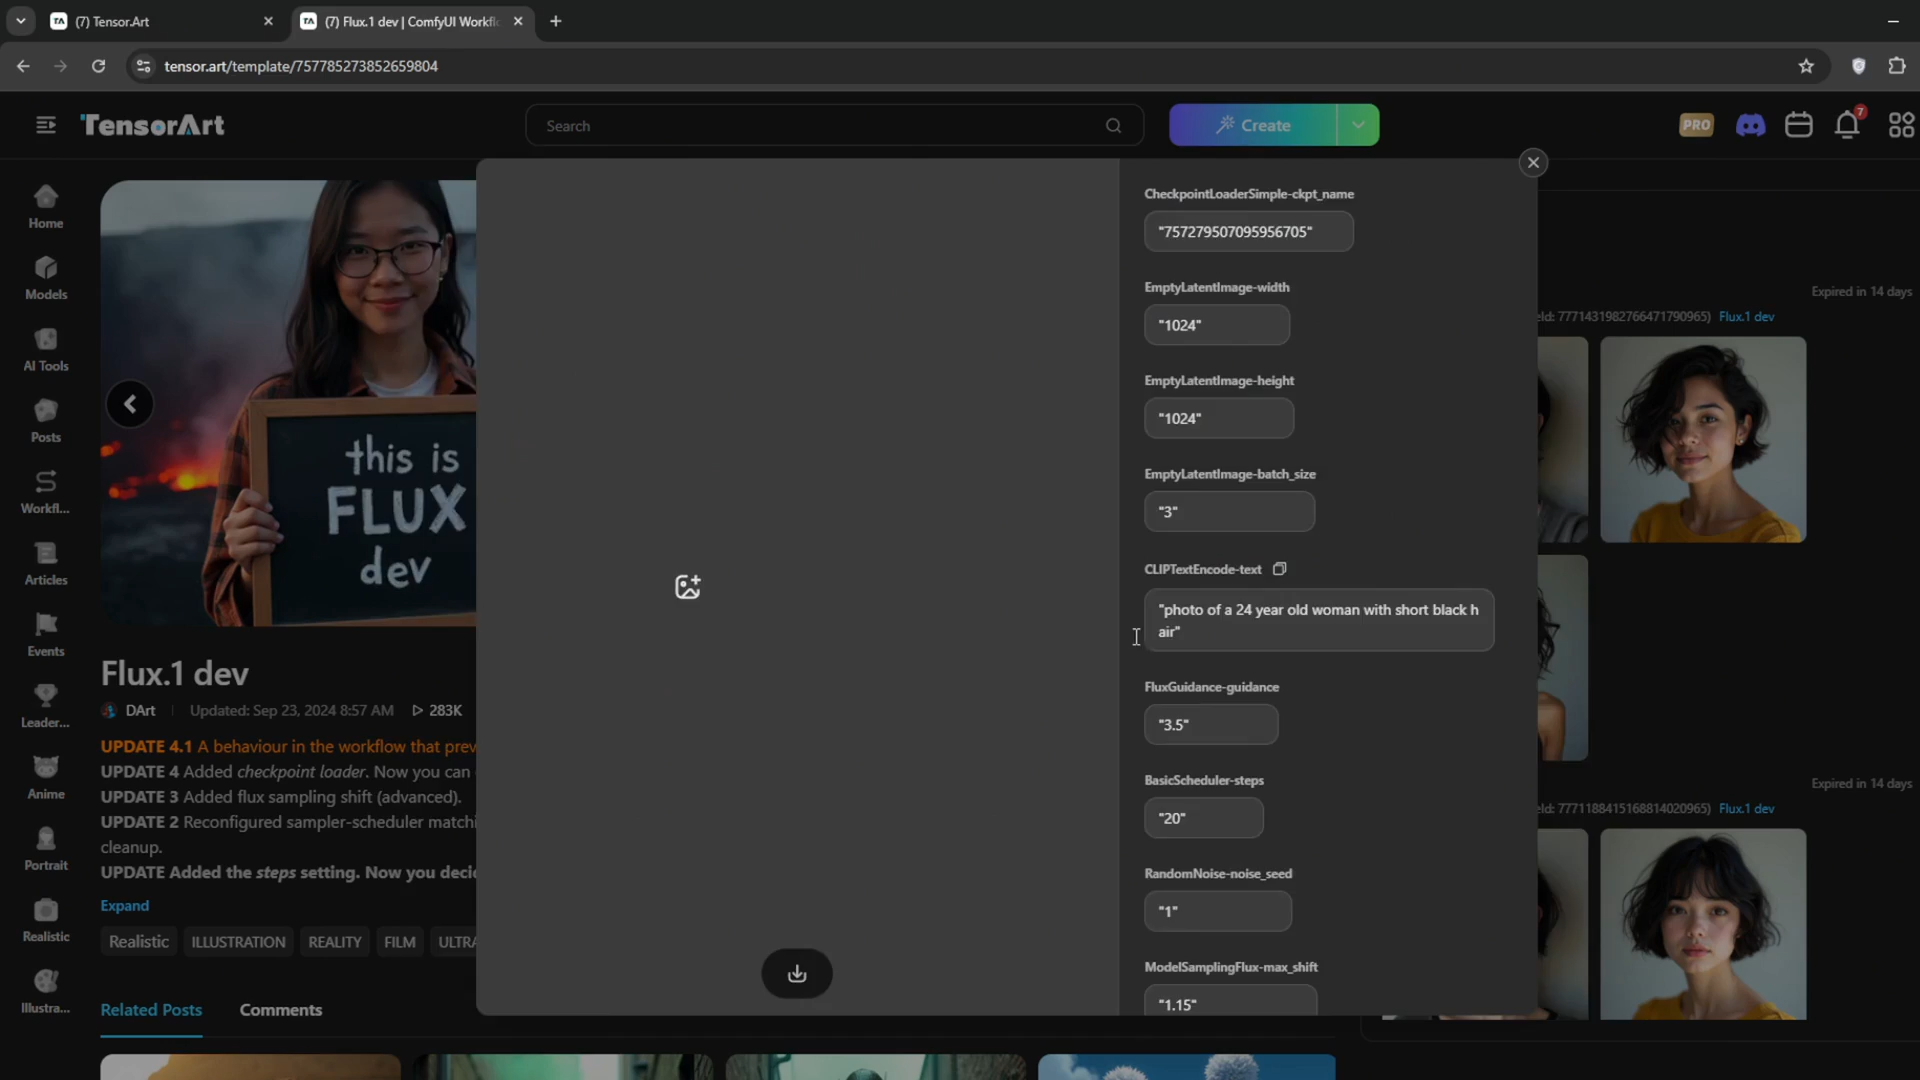 (7) Tensor.Art
(7) Flux.1 dev | ComfyUI Workfl
tensor.art/template/757785273852659804
TensorArt
Search
Create
PRO
7
Home
Models
AI Tools
Posts
Workfl...
Articles
Events
Leader...
Anime
Portrait
Realistic
Illustra...
this is
FLUX
dev
Flux.1 dev
DArt
Updated: Sep 23, 2024 8:57 AM
283K
UPDATE 4.1 A behaviour in the workflow that prev
UPDATE 4 Added checkpoint loader. Now you can
UPDATE 3 Added flux sampling shift (advanced).
UPDATE 2 Reconfigured sampler-scheduler matchi
cleanup.
UPDATE Added the steps setting. Now you deci
Expand
Realistic
ILLUSTRATION
REALITY
FILM
ULTRA
Related Posts
Comments
CheckpointLoaderSimple-ckpt_name
"757279507095956705"
EmptyLatentImage-width
"1024"
EmptyLatentImage-height
"1024"
EmptyLatentImage-batch_size
"3"
CLIPTextEncode-text
"photo of a 24 year old woman with short black h
air"
FluxGuidance-guidance
"3.5"
BasicScheduler-steps
"20"
RandomNoise-noise_seed
"1"
ModelSamplingFlux-max_shift
"1.15"
Expired in 14 days
eId: 777143198276647179065) Flux.1 dev
Expired in 14 days
eId: 777118841516881402065) Flux.1 dev